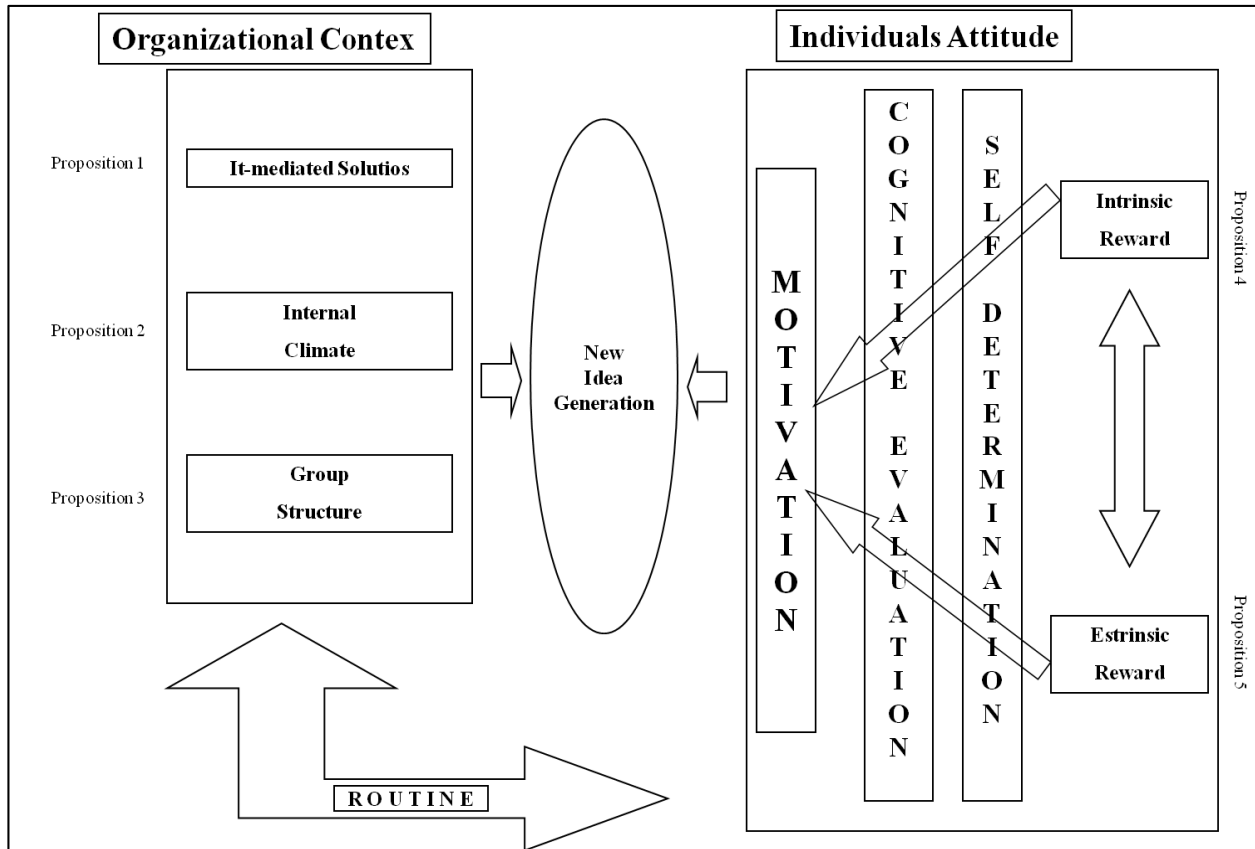 Organizational Contex
Individuals Attitude
Proposition 1
It-mediated Solutios
Proposition 2
Internal
Climate
Proposition 3
Group
Structure
New
Idea
Generation
MOTIVATION
COGNITIVE EVALUATION
SELF DETERMINATION
Intrinsic
Reward
Proposition 4
Estrinsic
Reward
Proposition 5
ROUTINE